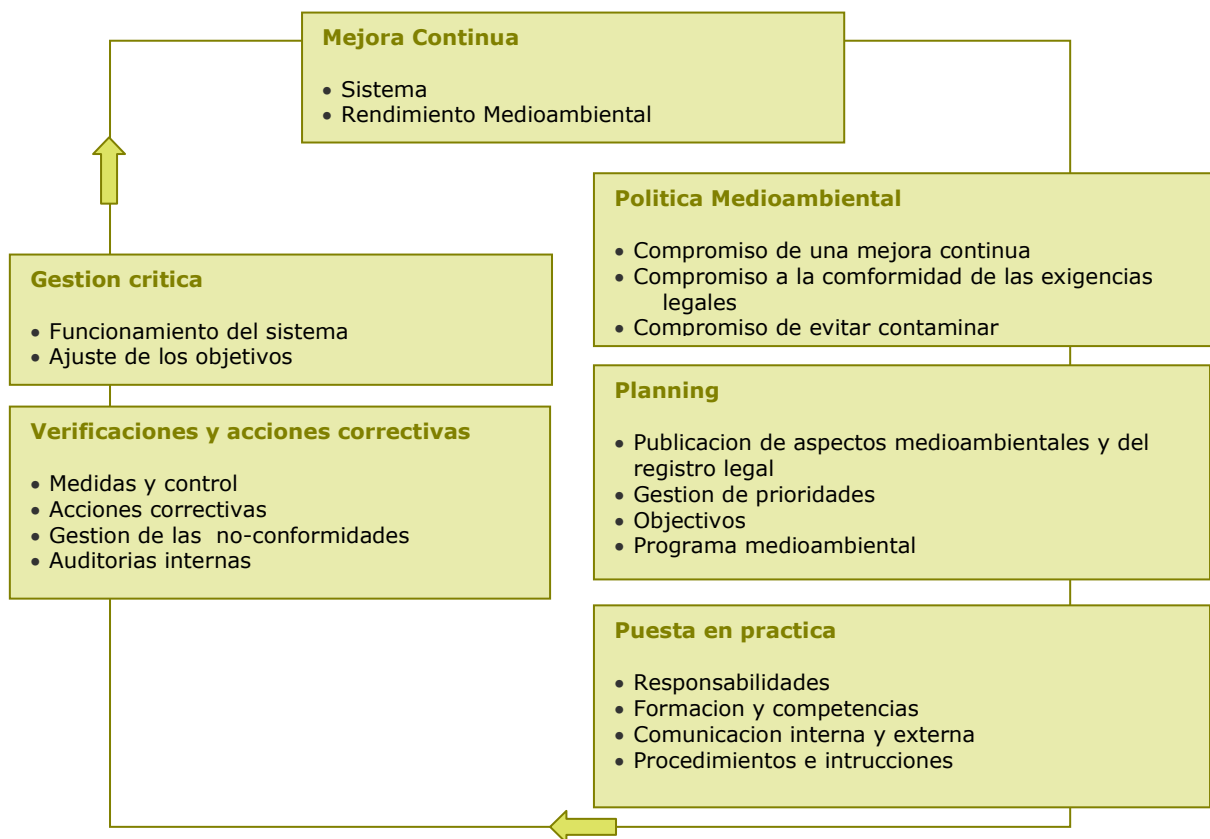 Mejora Continua
• Sistema
• Rendimiento Medioambiental
Politica Medioambiental
• Compromiso de una mejora continua
• Compromiso a la comformidad de las exigencias
legales
• Compromiso de evitar contaminar
Gestion critica
• Funcionamiento del sistema
• Ajuste de los objetivos
Planning
• Publicacion de aspectos medioambientales y del
registro legal
• Gestion de prioridades
• Objectivos
• Programa medioambiental
Verificaciones y acciones correctivas
• Medidas y control
• Acciones correctivas
• Gestion de las  no-conformidades
• Auditorias internas
Puesta en practica
• Responsabilidades
• Formacion y competencias
• Comunicacion interna y externa
• Procedimientos e intrucciones